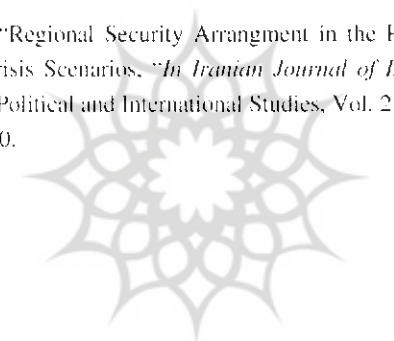 “Regional Security Arrangment in the
risis Scenarios, “In Iranian Journal of
Political and International Studies, Vol. 2
0.